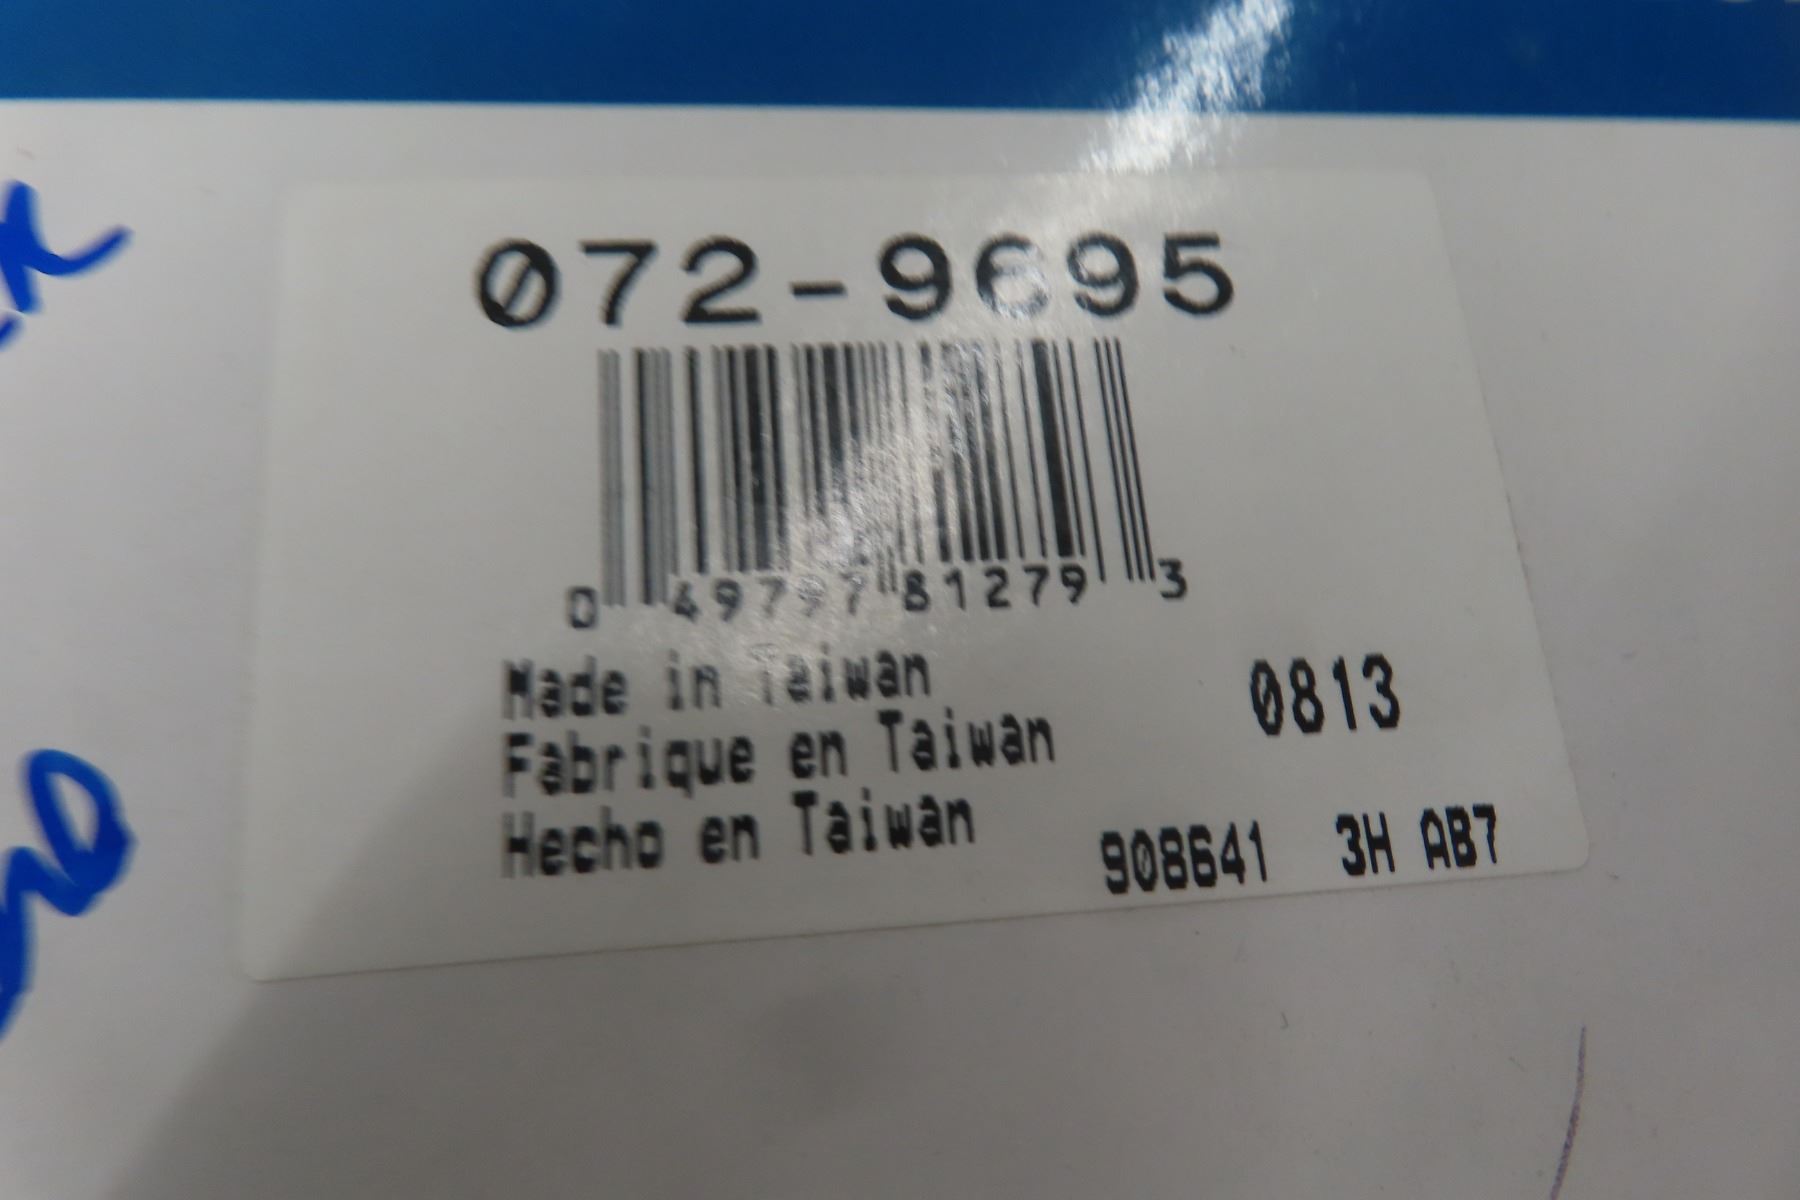 072-9695
0 49797 81279 3
Made in Taiwan
Fabrique en Taiwan
Hecho en Taiwan
0813
908641 3H AB7